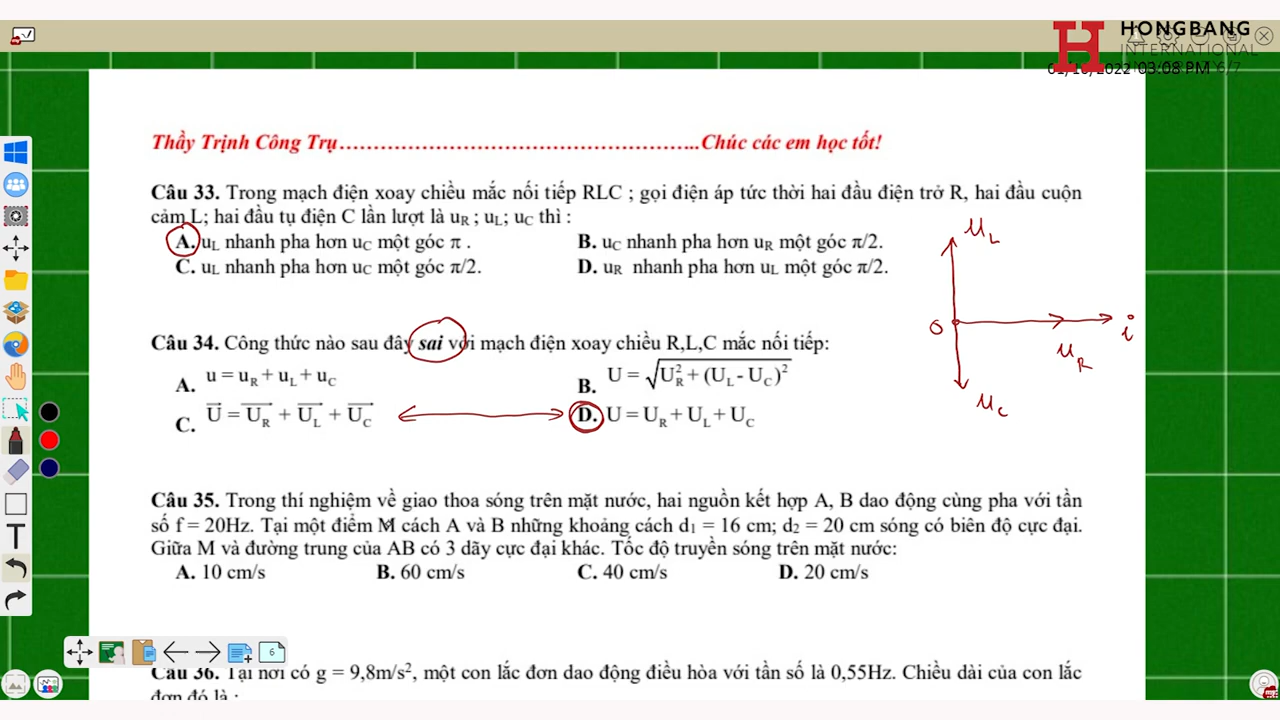 HONGBANG
INTERNATIONAL
01/10/2022 03:08 PM 6/7
Thầy Trịnh Công Trụ……………………………………………………..Chúc các em học tốt!
Câu 33. Trong mạch điện xoay chiều mắc nối tiếp RLC ; gọi điện áp tức thời hai đầu điện trở R, hai đầu cuộn
cảm L; hai đầu tụ điện C lần lượt là uR ; uL; uC thì :
A. uL nhanh pha hơn uC một góc π . B. uC nhanh pha hơn uR một góc π/2.
C. uL nhanh pha hơn uC một góc π/2. D. uR nhanh pha hơn uL một góc π/2.
uL
O
i
uR
uC
Câu 34. Công thức nào sau đây sai với mạch điện xoay chiều R,L,C mắc nối tiếp:
A. u = uR + uL + uC B. U = √(UR² + (UL - UC)²)
C. U⃗ = U⃗R + U⃗L + U⃗C D. U = UR + UL + UC
Câu 35. Trong thí nghiệm về giao thoa sóng trên mặt nước, hai nguồn kết hợp A, B dao động cùng pha với tần
số f = 20Hz. Tại một điểm M cách A và B những khoảng cách d1 = 16 cm; d2 = 20 cm sóng có biên độ cực đại.
Giữa M và đường trung của AB có 3 dãy cực đại khác. Tốc độ truyền sóng trên mặt nước:
A. 10 cm/s B. 60 cm/s C. 40 cm/s D. 20 cm/s
6
Câu 36. Tại nơi có g = 9,8m/s², một con lắc đơn dao động điều hòa với tần số là 0,55Hz. Chiều dài của con lắc
đơn đó là :